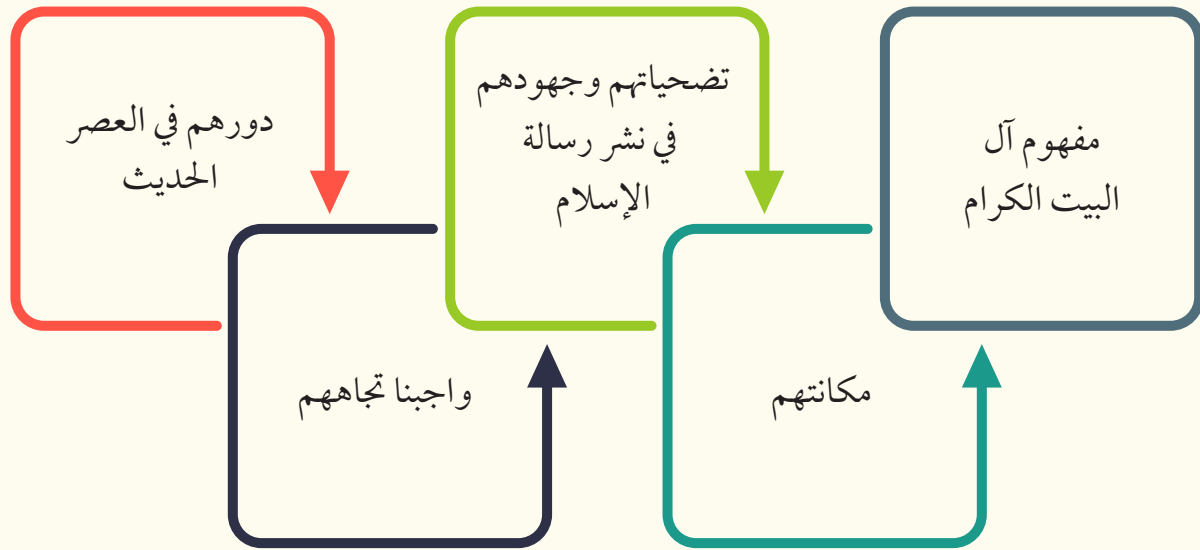 مفهوم آل
البيت الكرام
مكانتهم
تضحياتهم وجهودهم
في نشر رسالة
الإسلام
واجبنا تجاههم
دورهم في العصر
الحديث